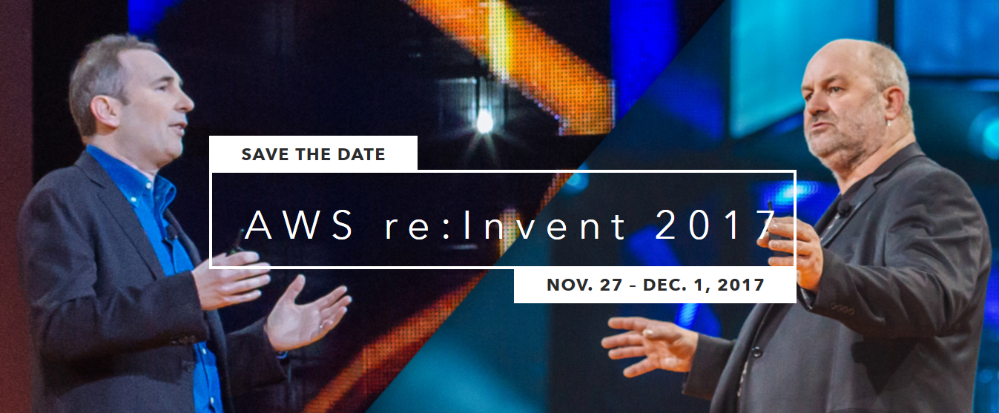 SAVE THE DATE
AWS re:Invent 2017
NOV. 27 – DEC. 1, 2017